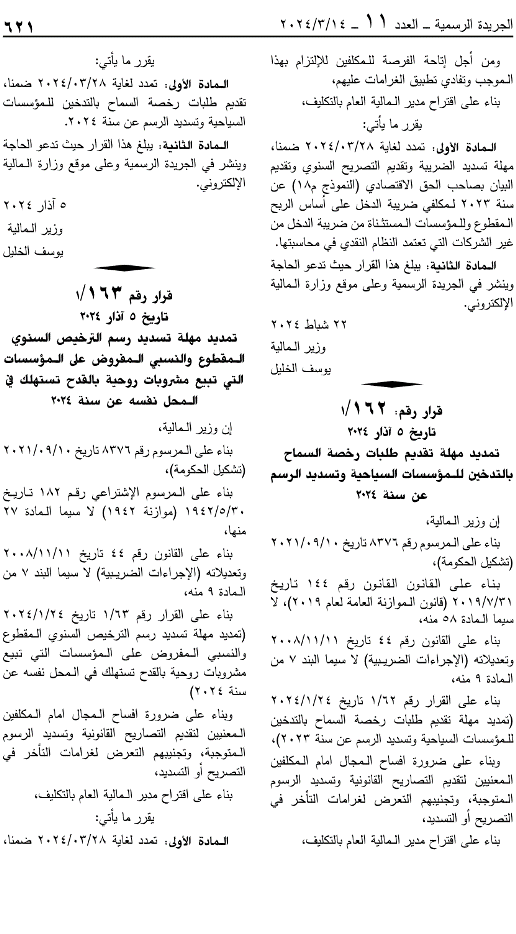 الجريدة الرسمية ــ العدد ١١ ــ ٢٠٢٤/٣/١٤
٦٢١
ومن أجل إتاحة الفرصة للمكلفين للإلتزام بهذا
الموجب وتفادي تطبيق الغرامات عليهم،
بناء على اقتراح مدير المالية العام بالتكليف،
يقرر ما يأتي:
المادة الأولى: تمدد لغاية ٢٠٢٤/٠٣/٢٨ ضمنا،
مهلة تسديد الضريبة وتقديم التصريح السنوي وتقديم
البيان بصاحب الحق الاقتصادي (النموذج م١٨) عن
سنة ٢٠٢٣ لمكلفي ضريبة الدخل على أساس الربح
المقطوع وللمؤسسات المستثناة من ضريبة الدخل من
غير الشركات التي تعتمد النظام النقدي في محاسبتها.
المادة الثانية: يبلغ هذا القرار حيث تدعو الحاجة
وينشر في الجريدة الرسمية وعلى موقع وزارة المالية
الإلكتروني.
٢٢ شباط ٢٠٢٤
وزير المالية
يوسف الخليل
قرار رقم: ١/١٦٢
تاريخ ٥ آذار ٢٠٢٤
تمديد مهلة تقديم طلبات رخصة السماح
بالتدخين للمؤسسات السياحية وتسديد الرسم
عن سنة ٢٠٢٤
إن وزير المالية،
بناء على المرسوم رقم ٨٣٧٦ تاريخ ٢٠٢١/٠٩/١٠
(تشكيل الحكومة)،
بناء على القانون القانون رقم ١٤٤ تاريخ
٢٠١٩/٧/٣١ (قانون الموازنة العامة لعام ٢٠١٩)، لا
سيما المادة ٥٨ منه،
بناء على القانون رقم ٤٤ تاريخ ٢٠٠٨/١١/١١
وتعديلاته (الإجراءات الضريبية) لا سيما البند ٧ من
المادة ٩ منه،
بناء على القرار رقم ١/٦٢ تاريخ ٢٠٢٤/١/٢٤
(تمديد مهلة تقديم طلبات رخصة السماح بالتدخين
للمؤسسات السياحية وتسديد الرسم عن سنة ٢٠٢٣)،
وبناء على ضرورة افساح المجال امام المكلفين
المعنيين لتقديم التصاريح القانونية وتسديد الرسوم
المتوجبة، وتجنيبهم التعرض لغرامات التأخر في
التصريح أو التسديد،
بناء على اقتراح مدير المالية العام بالتكليف،
يقرر ما يأتي:
المادة الأولى: تمدد لغاية ٢٠٢٤/٠٣/٢٨ ضمنا،
تقديم طلبات رخصة السماح بالتدخين للمؤسسات
السياحية وتسديد الرسم عن سنة ٢٠٢٤.
المادة الثانية: يبلغ هذا القرار حيث تدعو الحاجة
وينشر في الجريدة الرسمية وعلى موقع وزارة المالية
الإلكتروني.
٥ آذار ٢٠٢٤
وزير المالية
يوسف الخليل
قرار رقم ١/١٦٣
تاريخ ٥ آذار ٢٠٢٤
تمديد مهلة تسديد رسم الترخيص السنوي
المقطوع والنسبي المفروض على المؤسسات
التي تبيع مشروبات روحية بالقدح تستهلك في
المحل نفسه عن سنة ٢٠٢٤
إن وزير المالية،
بناء على المرسوم رقم ٨٣٧٦ تاريخ ٢٠٢١/٠٩/١٠
(تشكيل الحكومة)،
بناء على المرسوم الإشتراعي رقم ١٨٢ تاريخ
١٩٤٢/٥/٣٠ (موازنة ١٩٤٢) لا سيما المادة ٢٧
منها،
بناء على القانون رقم ٤٤ تاريخ ٢٠٠٨/١١/١١
وتعديلاته (الإجراءات الضريبية) لا سيما البند ٧ من
المادة ٩ منه،
بناء على القرار رقم ١/٦٣ تاريخ ٢٠٢٤/١/٢٤
(تمديد مهلة تسديد رسم الترخيص السنوي المقطوع
والنسبي المفروض على المؤسسات التي تبيع
مشروبات روحية بالقدح تستهلك في المحل نفسه عن
سنة ٢٠٢٤)
وبناء على ضرورة افساح المجال امام المكلفين
المعنيين لتقديم التصاريح القانونية وتسديد الرسوم
المتوجبة، وتجنيبهم التعرض لغرامات التأخر في
التصريح أو التسديد،
بناء على اقتراح مدير المالية العام بالتكليف،
يقرر ما يأتي:
المادة الأولى: تمدد لغاية ٢٠٢٤/٠٣/٢٨ ضمنا،